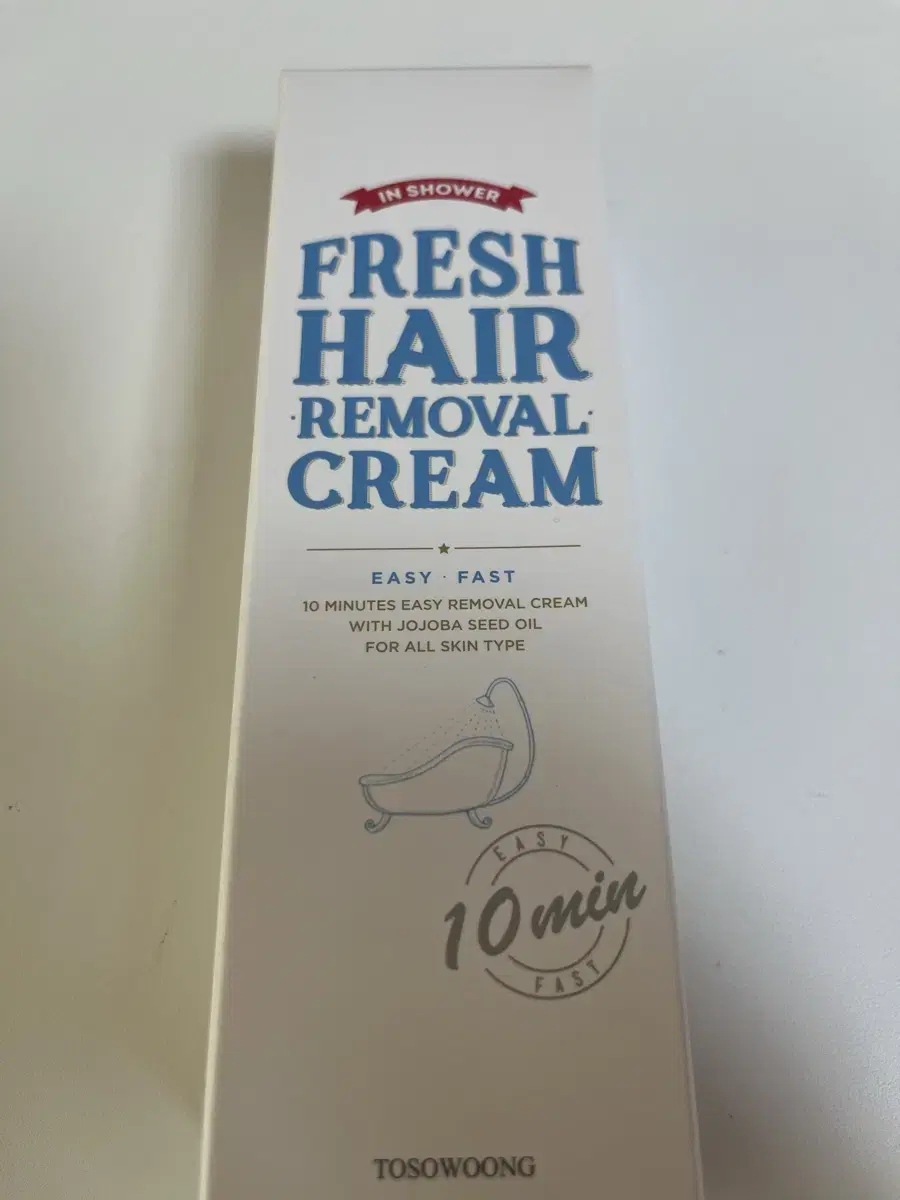 IN SHOWER
FRESH
HAIR
·REMOVAL·
CREAM
EASY · FAST
10 MINUTES EASY REMOVAL CREAM
WITH JOJOBA SEED OIL
FOR ALL SKIN TYPE
EASY
10 min
FAST
TOSOWOONG